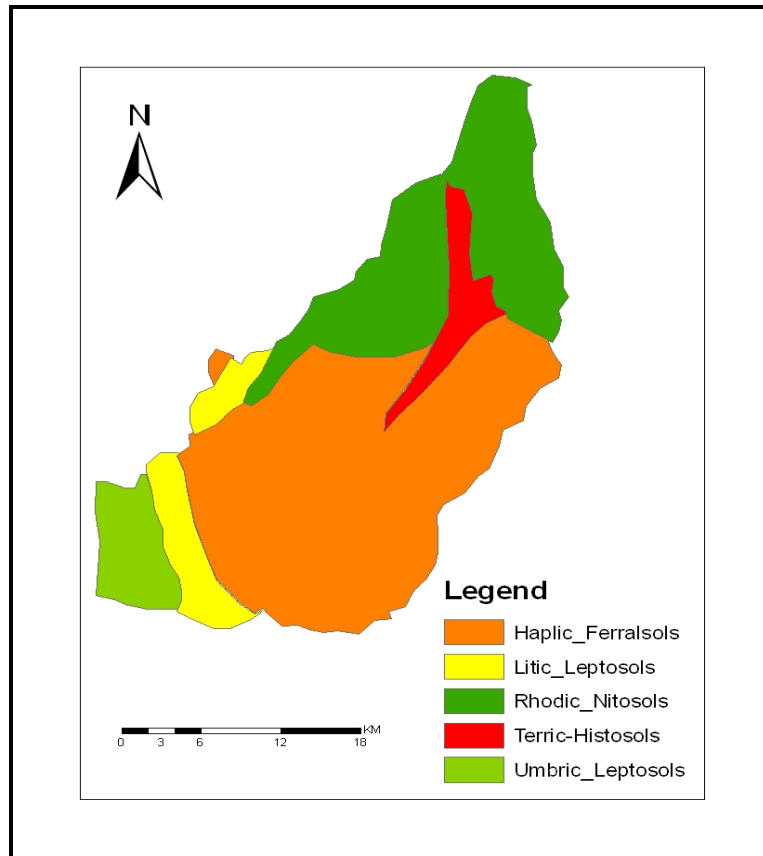 N
Legend
Haplic_Ferralsols
Litic_Leptosols
Rhodic_Nitosols
Terric-Histosols
Umbric_Leptosols
KM
0 3 6 12 18